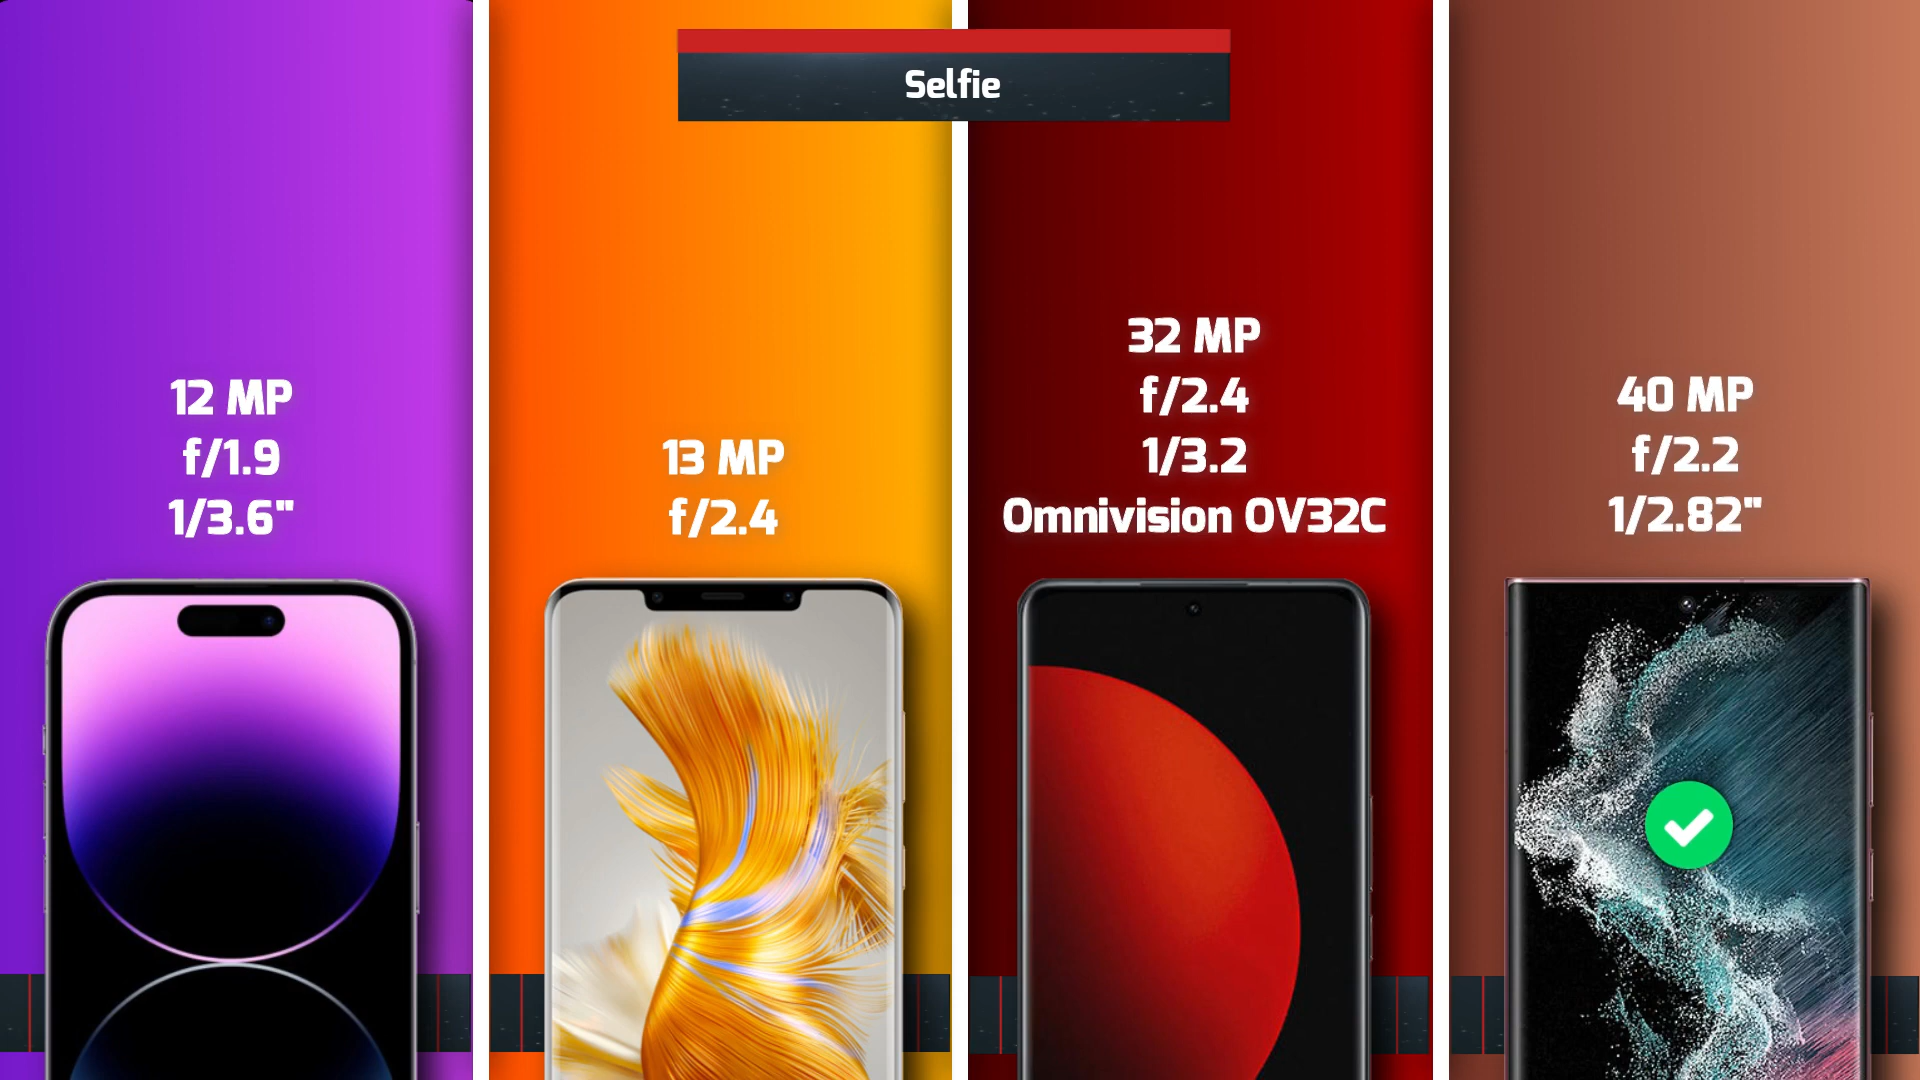 Selfie
12 MP
f/1.9
1/3.6"
13 MP
f/2.4
32 MP
f/2.4
1/3.2
Omnivision OV32C
40 MP
f/2.2
1/2.82"